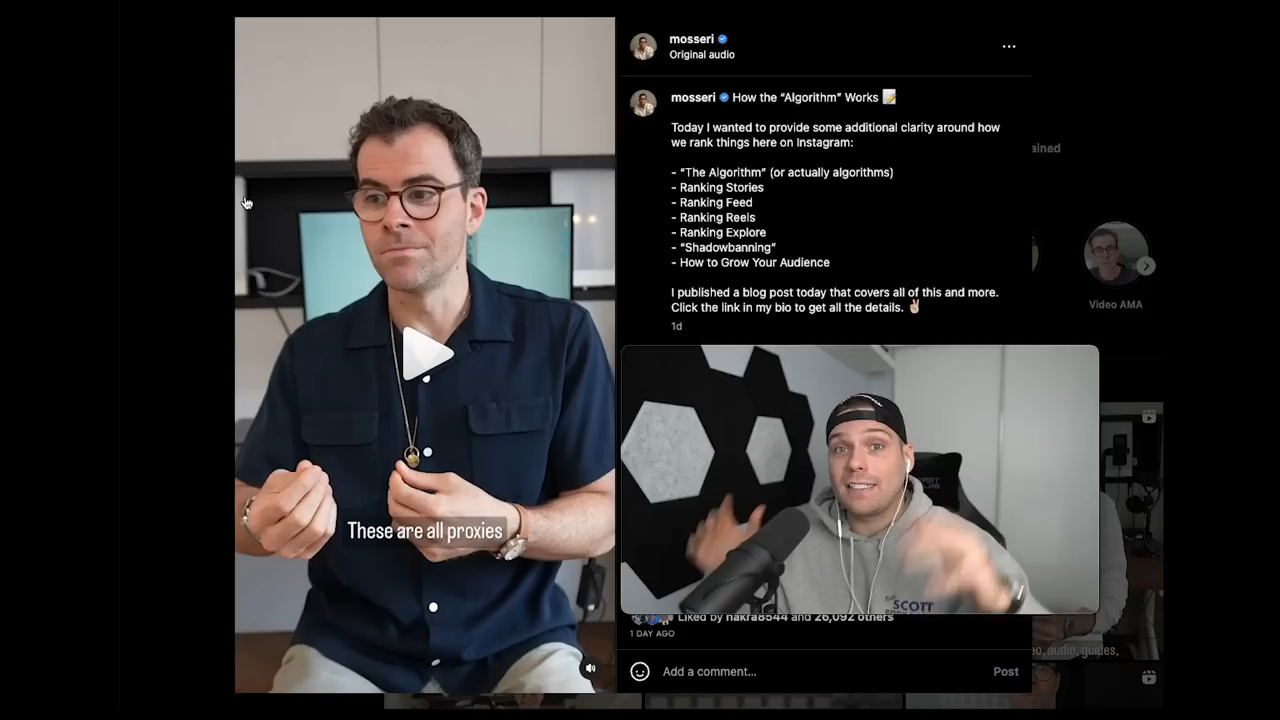 mosseri
Original audio
mosseri How the “Algorithm” Works 📝
Today I wanted to provide some additional clarity around how
we rank things here on Instagram:
- “The Algorithm” (or actually algorithms)
- Ranking Stories
- Ranking Feed
- Ranking Reels
- Ranking Explore
- “Shadowbanning”
- How to Grow Your Audience
I published a blog post today that covers all of this and more.
Click the link in my bio to get all the details. ✌🏼
1d
ained
Video AMA
These are all proxies
SCOTT
Liked by nakra8544 and 26,092 others
1 DAY AGO
eo, audio, guides,
Add a comment...
Post